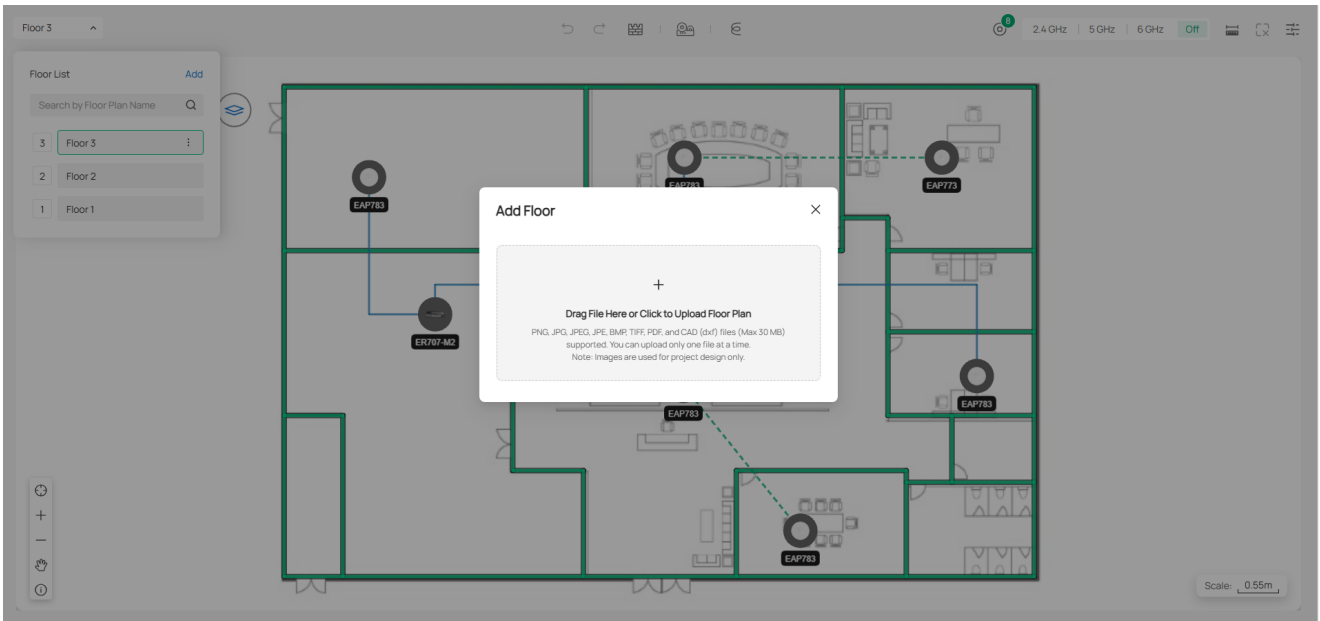 Floor 3
8
2.4 GHz 5 GHz 6 GHz Off
Floor List Add
Search by Floor Plan Name
3 Floor 3
2 Floor 2
1 Floor 1
EAP783
EAP783
EAP773
Add Floor
Drag File Here or Click to Upload Floor Plan
PNG, JPG, JPEG, JPE, BMP, TIFF, PDF, and CAD (dxf) files (Max 30 MB)
supported. You can upload only one file at a time.
Note: Images are used for project design only.
ER707-M2
EAP783
EAP783
EAP783
Scale: 0.55m